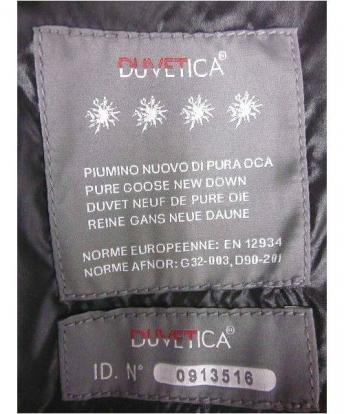 DUVETICA®
PIUMINO NUOVO DI PURA OCA
PURE GOOSE NEW DOWN
DUVET NEUF DE PURE OIE
REINE GANS NEUE DAUNE
NORME EUROPEENNE: EN 12934
NORME AFNOR: G32-003, D90-201
DUVETICA®
ID. N° 0913516